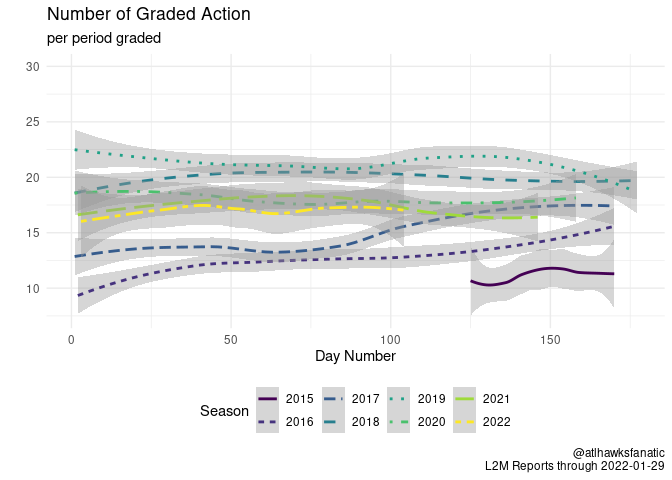 Number of Graded Action
per period graded
30
25
20
15
10
0 50 100 150
Day Number
Season
2015 2017 2019 2021
2016 2018 2020 2022
@atlhawksfanatic
L2M Reports through 2022-01-29